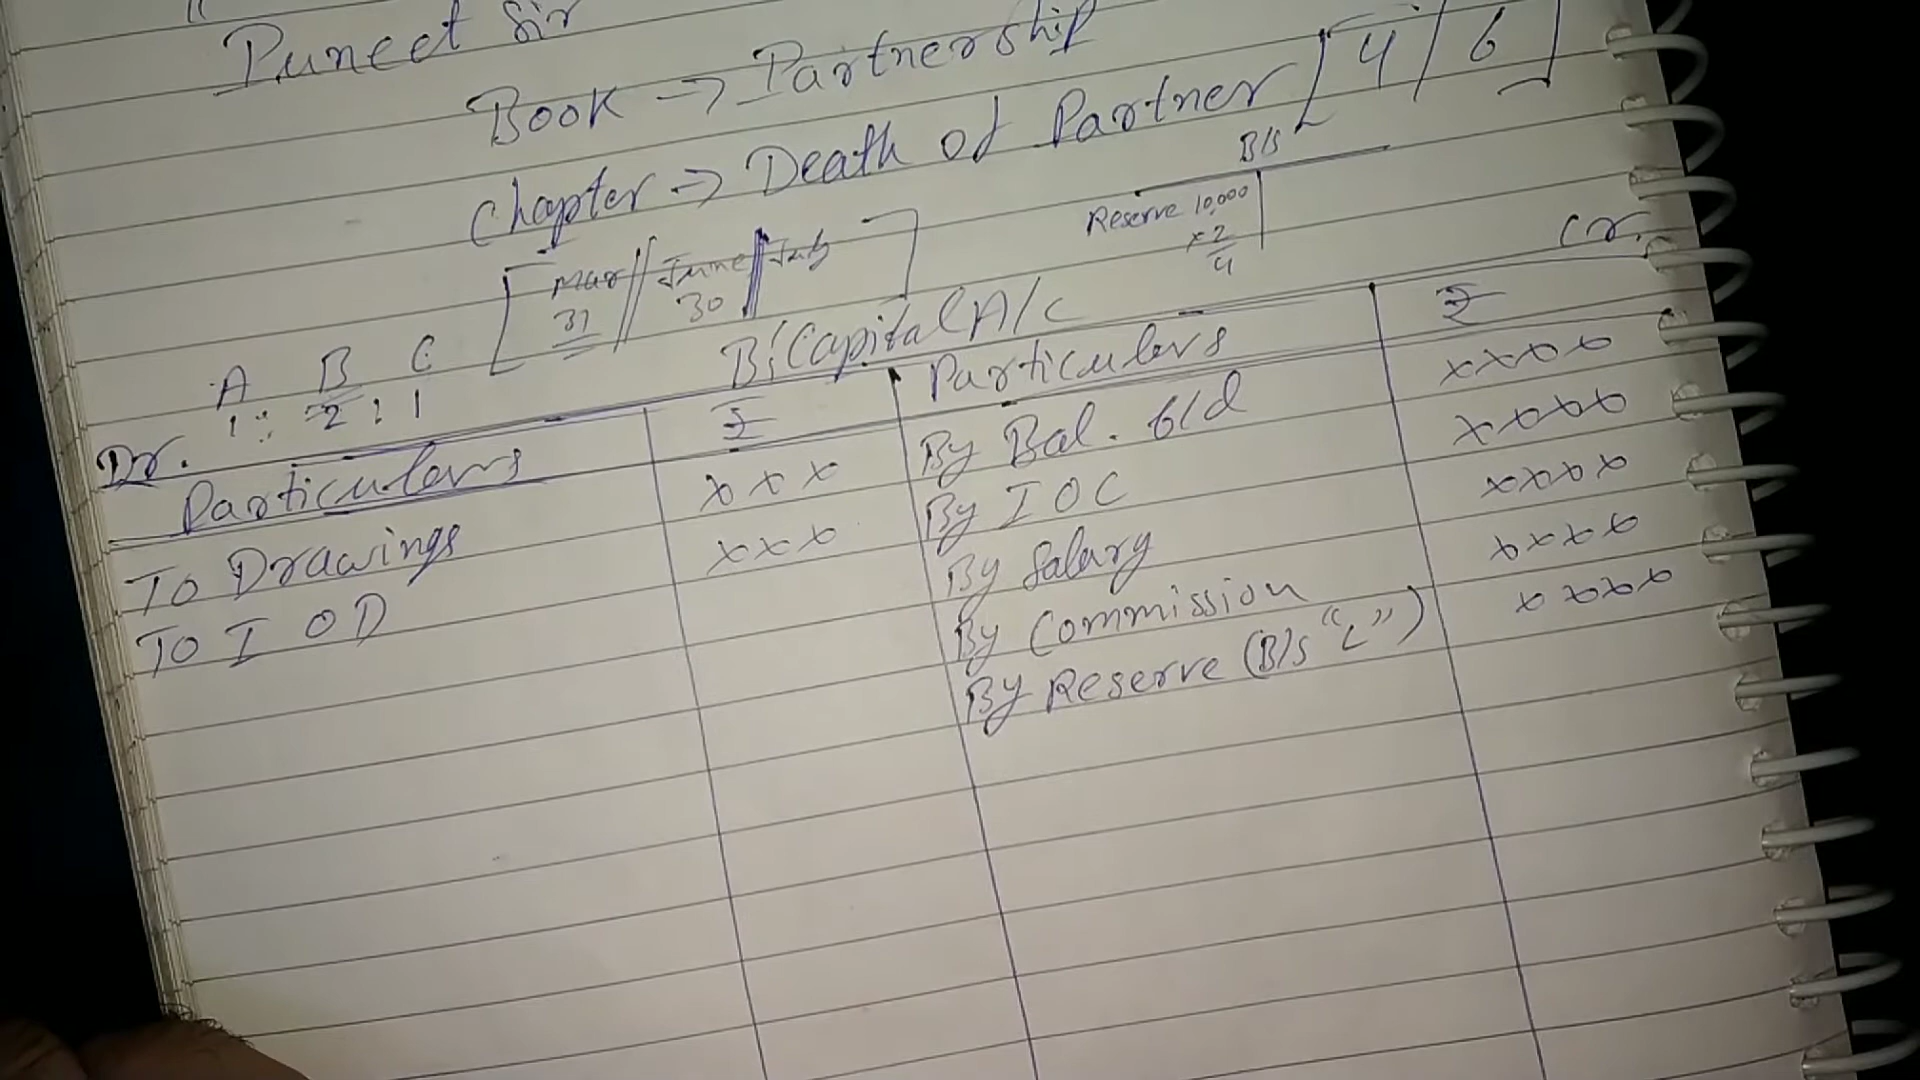 Puneet Sir
Book → Partnership
Chapter → Death of Partner [4/6]
B/s
Reserve 10,000
× 2
4
[Mar // June // July]
31 30
A B C
1 : 2 : 1
B's Capital A/c
Dr. Cr.
Particulars ₹ Particulars ₹
To Drawings xxx By Bal. b/d xxxx
To I O D xxx By I O C xxxx
By Salary xxxx
By Commission xxxx
By Reserve (B/s "L") xxxx